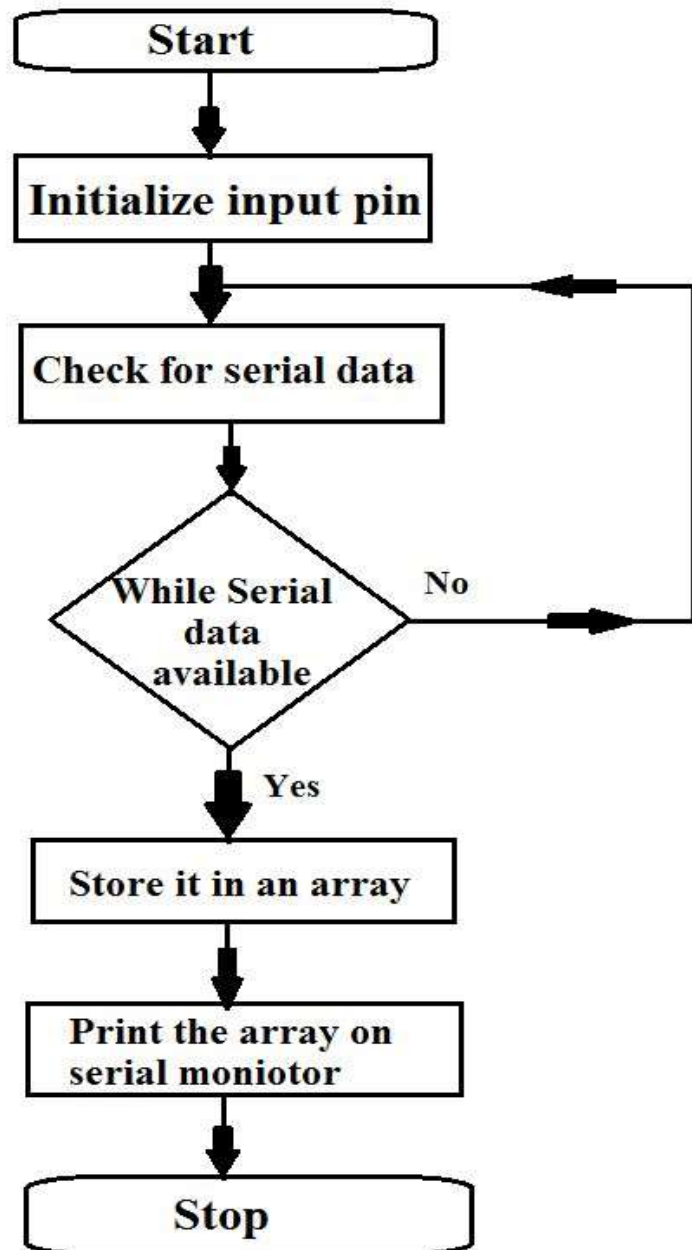 Start
Initialize input pin
Check for serial data
While Serial
data
available
No
Yes
Store it in an array
Print the array on
serial moniotor
Stop